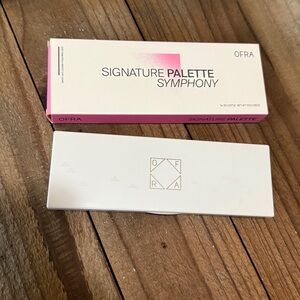 OFRA
SIGNATURE PALETTE
SYMPHONY
OFRA
SIGNATURE PALETTE
O F
R A